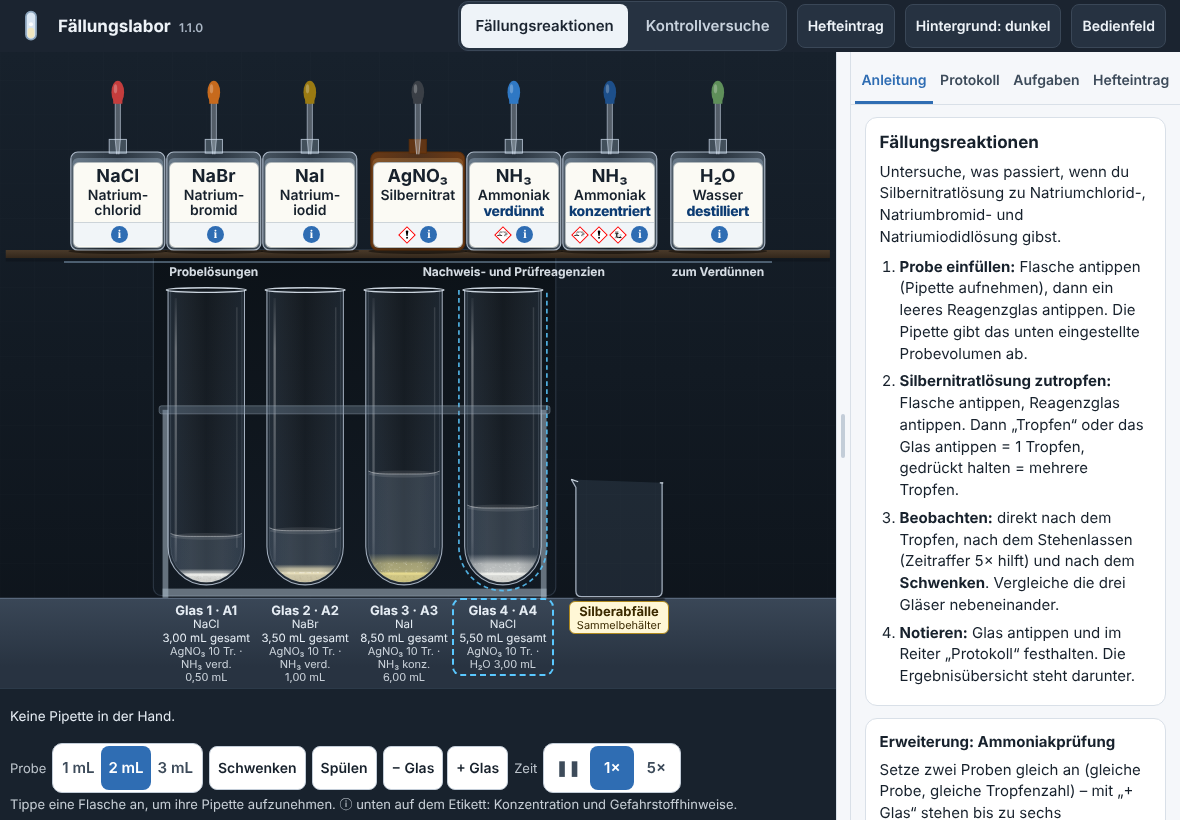 Fällungslabor 1.1.0
Fällungsreaktionen
Kontrollversuche
Hefteintrag
Hintergrund: dunkel
Bedienfeld
NaCl
Natrium-
chlorid
i
NaBr
Natrium-
bromid
i
NaI
Natrium-
iodid
i
AgNO₃
Silbernitrat
i
NH₃
Ammoniak
verdünnt
i
NH₃
Ammoniak
konzentriert
i
H₂O
Wasser
destilliert
i
Probelösungen
Nachweis- und Prüfreagenzien
zum Verdünnen
Glas 1 · A1
NaCl
3,00 mL gesamt
AgNO₃ 10 Tr. ·
NH₃ verd.
0,50 mL
Glas 2 · A2
NaBr
3,50 mL gesamt
AgNO₃ 10 Tr. ·
NH₃ verd.
1,00 mL
Glas 3 · A3
NaI
8,50 mL gesamt
AgNO₃ 10 Tr. ·
NH₃ konz.
6,00 mL
Glas 4 · A4
NaCl
5,50 mL gesamt
AgNO₃ 10 Tr. ·
H₂O 3,00 mL
Silberabfälle
Sammelbehälter
Keine Pipette in der Hand.
Probe
1 mL
2 mL
3 mL
Schwenken
Spülen
− Glas
+ Glas
Zeit
1×
5×
Tippe eine Flasche an, um ihre Pipette aufzunehmen. ⓘ unten auf dem Etikett: Konzentration und Gefahrstoffhinweise.
Anleitung
Protokoll
Aufgaben
Hefteintrag
Fällungsreaktionen
Untersuche, was passiert, wenn du
Silbernitratlösung zu Natriumchlorid-,
Natriumbromid- und
Natriumiodidlösung gibst.
1. Probe einfüllen: Flasche antippen
(Pipette aufnehmen), dann ein
leeres Reagenzglas antippen. Die
Pipette gibt das unten eingestellte
Probevolumen ab.
2. Silbernitratlösung zutropfen:
Flasche antippen, Reagenzglas
antippen. Dann „Tropfen“ oder das
Glas antippen = 1 Tropfen,
gedrückt halten = mehrere
Tropfen.
3. Beobachten: direkt nach dem
Tropfen, nach dem Stehenlassen
(Zeitraffer 5× hilft) und nach dem
Schwenken. Vergleiche die drei
Gläser nebeneinander.
4. Notieren: Glas antippen und im
Reiter „Protokoll“ festhalten. Die
Ergebnisübersicht steht darunter.
Erweiterung: Ammoniakprüfung
Setze zwei Proben gleich an (gleiche
Probe, gleiche Tropfenzahl) – mit „+
Glas“ stehen bis zu sechs